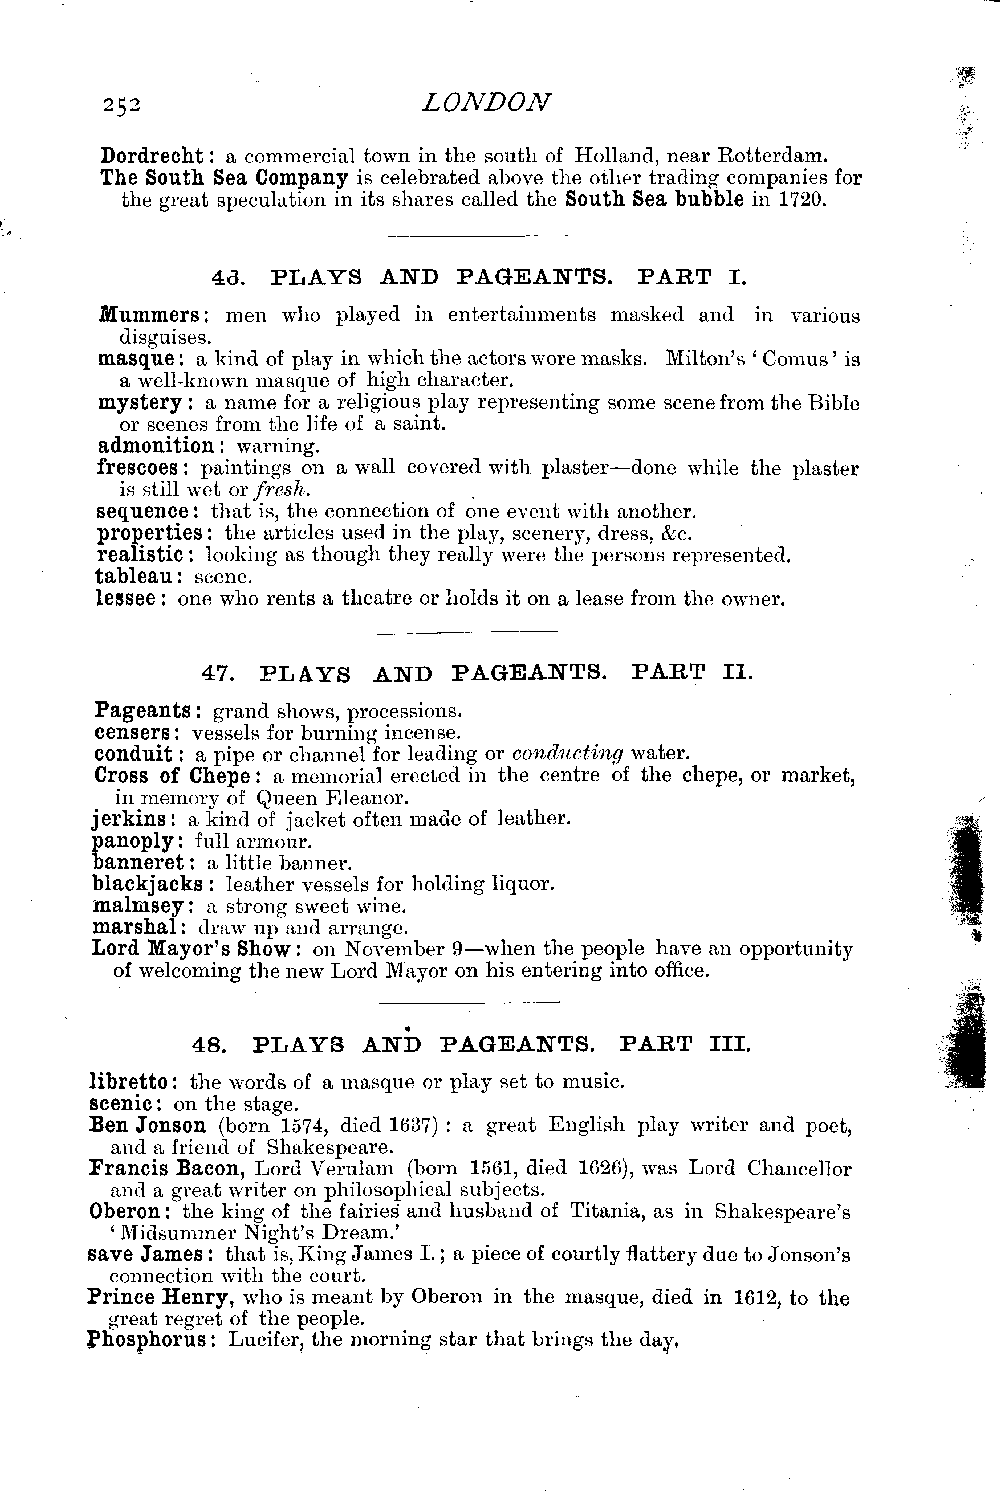 252 LONDON
Dordrecht: a commercial town in the south of Holland, near Rotterdam.
The South Sea Company is celebrated above the other trading companies for
the great speculation in its shares called the South Sea bubble in 1720.
46. PLAYS AND PAGEANTS. PART I.
Mummers: men who played in entertainments masked and in various
disguises.
masque: a kind of play in which the actors wore masks. Milton's 'Comus' is
a well-known masque of high character.
mystery: a name for a religious play representing some scene from the Bible
or scenes from the life of a saint.
admonition: warning.
frescoes: paintings on a wall covered with plaster—done while the plaster
is still wet or fresh.
sequence: that is, the connection of one event with another.
properties: the articles used in the play, scenery, dress, &c.
realistic: looking as though they really were the persons represented.
tableau: scene.
lessee: one who rents a theatre or holds it on a lease from the owner.
47. PLAYS AND PAGEANTS. PART II.
Pageants: grand shows, processions.
censers: vessels for burning incense.
conduit: a pipe or channel for leading or conducting water.
Cross of Chepe: a memorial erected in the centre of the chepe, or market,
in memory of Queen Eleanor.
jerkins: a kind of jacket often made of leather.
panoply: full armour.
banneret: a little banner.
blackjacks: leather vessels for holding liquor.
malmsey: a strong sweet wine.
marshal: draw up and arrange.
Lord Mayor's Show: on November 9—when the people have an opportunity
of welcoming the new Lord Mayor on his entering into office.
48. PLAYS AND PAGEANTS. PART III.
libretto: the words of a masque or play set to music.
scenic: on the stage.
Ben Jonson (born 1574, died 1637): a great English play writer and poet,
and a friend of Shakespeare.
Francis Bacon, Lord Verulam (born 1561, died 1626), was Lord Chancellor
and a great writer on philosophical subjects.
Oberon: the king of the fairies and husband of Titania, as in Shakespeare's
'Midsummer Night's Dream.'
save James: that is, King James I.; a piece of courtly flattery due to Jonson's
connection with the court.
Prince Henry, who is meant by Oberon in the masque, died in 1612, to the
great regret of the people.
Phosphorus: Lucifer, the morning star that brings the day.